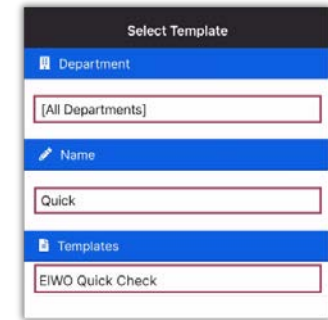 Select Template
Department
[All Departments]
Name
Quick
Templates
EIWO Quick Check